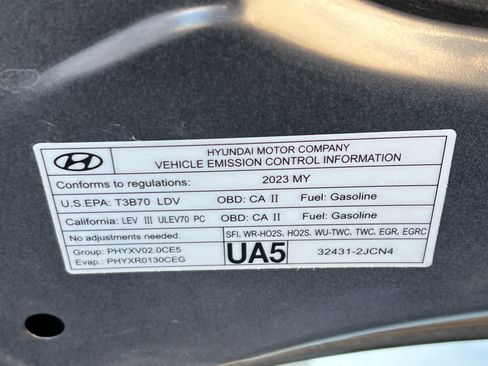 HYUNDAI MOTOR COMPANY
VEHICLE EMISSION CONTROL INFORMATION
Conforms to regulations: 2023 MY
U.S.EPA: T3B70 LDV OBD: CA II Fuel: Gasoline
California: LEV III ULEV70 PC OBD: CA II Fuel: Gasoline
No adjustments needed. SFI, WR-HO2S, HO2S, WU-TWC, TWC, EGR, EGRC
Group: PHYXV02.0CE5
Evap.: PHYXR0130CEG
UA5 32431-2JCN4